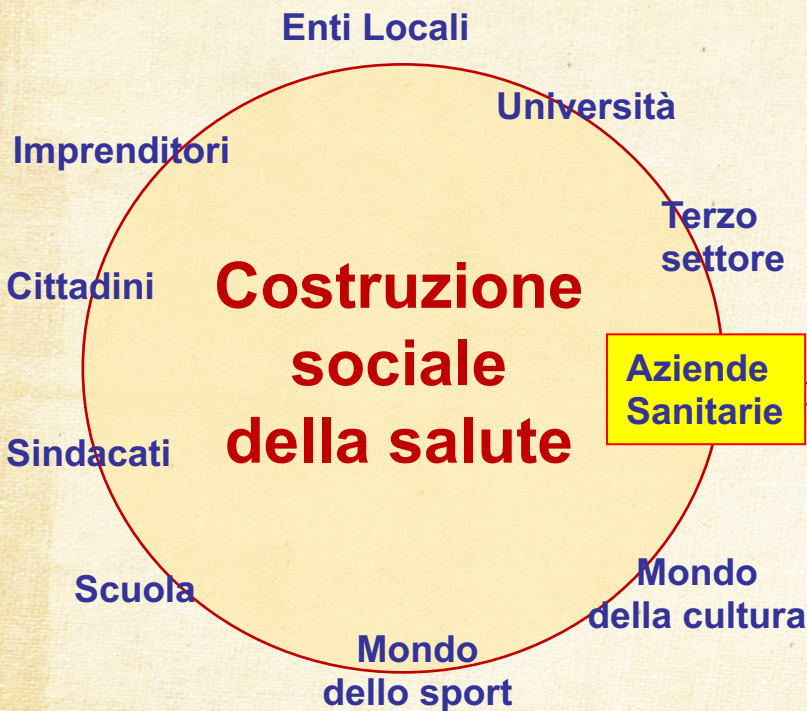 Enti Locali
Università
Imprenditori
Terzo
settore
Cittadini
Costruzione
sociale
della salute
Aziende
Sanitarie
Sindacati
Scuola
Mondo
della cultura
Mondo
dello sport